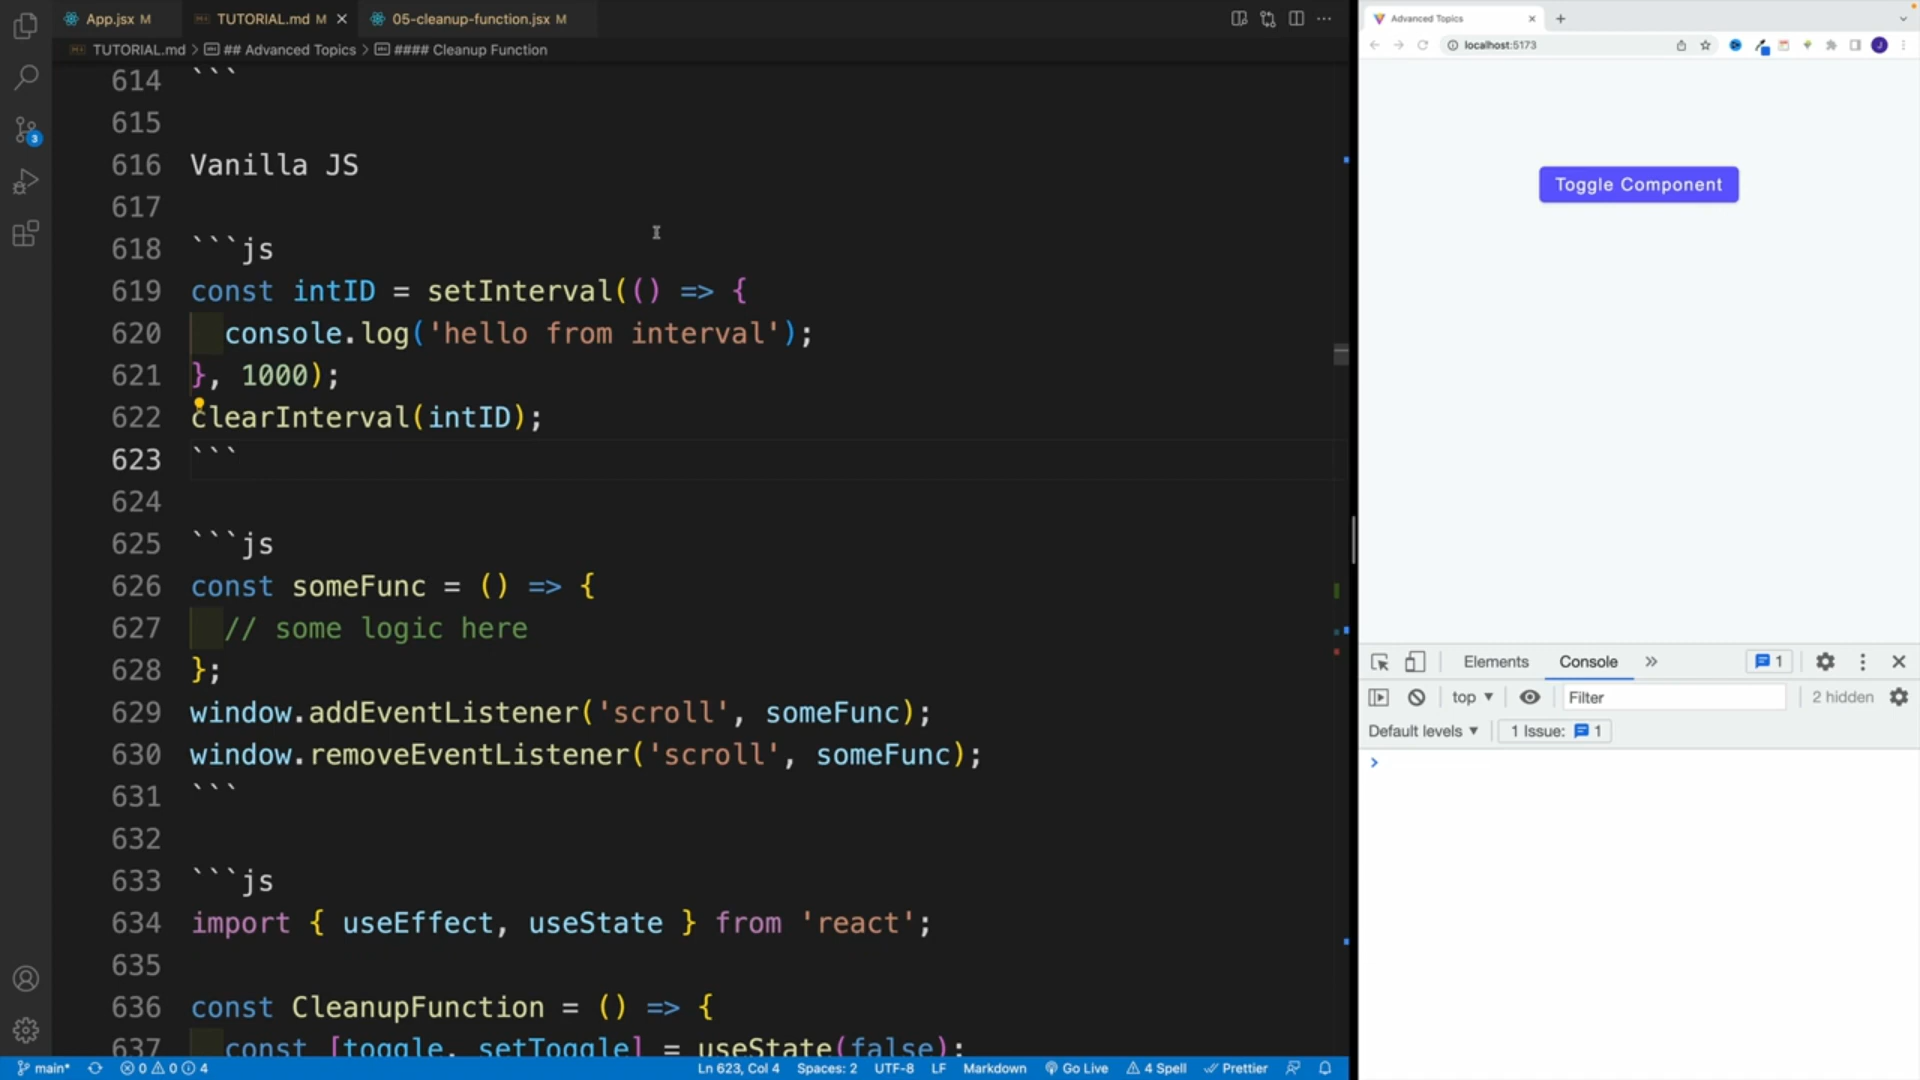 App.jsx M
TUTORIAL.md M
05-cleanup-function.jsx M
TUTORIAL.md > ## Advanced Topics > #### Cleanup Function
614 ```
615
616 Vanilla JS
617
618 ```js
619 const intID = setInterval(() => {
620 console.log('hello from interval');
621 }, 1000);
622 clearInterval(intID);
623 ```
624
625 ```js
626 const someFunc = () => {
627 // some logic here
628 };
629 window.addEventListener('scroll', someFunc);
630 window.removeEventListener('scroll', someFunc);
631 ```
632
633 ```js
634 import { useEffect, useState } from 'react';
635
636 const CleanupFunction = () => {
637 const [toggle, setToggle] = useState(false);
3
main* 0 0 4
Ln 623, Col 4 Spaces: 2 UTF-8 LF Markdown Go Live 4 Spell Prettier
Advanced Topics
localhost:5173
J
Toggle Component
Elements Console » 1
top Filter 2 hidden
Default levels 1 Issue: 1